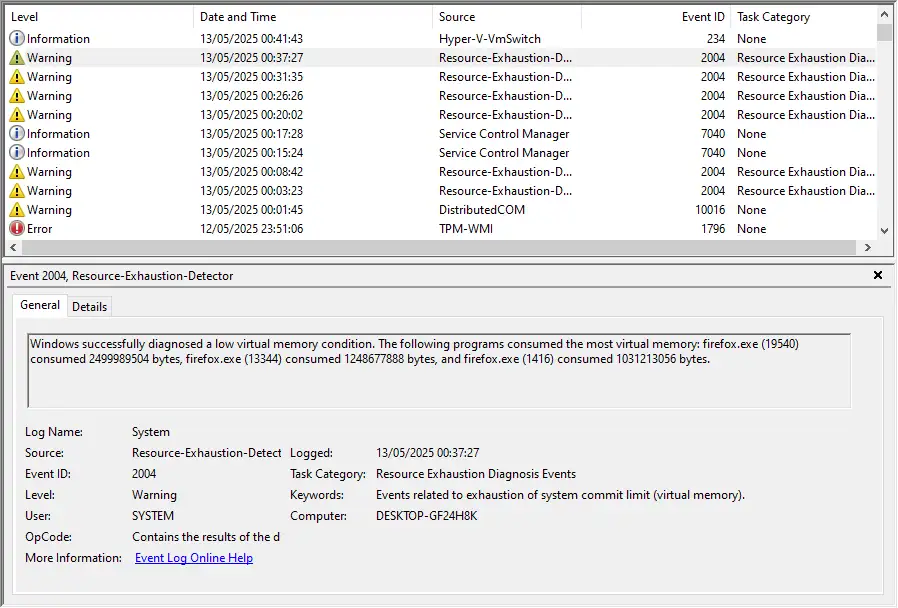 Level Date and Time Source Event ID Task Category
Information 13/05/2025 00:41:43 Hyper-V-VmSwitch 234 None
Warning 13/05/2025 00:37:27 Resource-Exhaustion-D... 2004 Resource Exhaustion Dia...
Warning 13/05/2025 00:31:35 Resource-Exhaustion-D... 2004 Resource Exhaustion Dia...
Warning 13/05/2025 00:26:26 Resource-Exhaustion-D... 2004 Resource Exhaustion Dia...
Warning 13/05/2025 00:20:02 Resource-Exhaustion-D... 2004 Resource Exhaustion Dia...
Information 13/05/2025 00:17:28 Service Control Manager 7040 None
Information 13/05/2025 00:15:24 Service Control Manager 7040 None
Warning 13/05/2025 00:08:42 Resource-Exhaustion-D... 2004 Resource Exhaustion Dia...
Warning 13/05/2025 00:03:23 Resource-Exhaustion-D... 2004 Resource Exhaustion Dia...
Warning 13/05/2025 00:01:45 DistributedCOM 10016 None
Error 12/05/2025 23:51:06 TPM-WMI 1796 None
Event 2004, Resource-Exhaustion-Detector
General Details
Windows successfully diagnosed a low virtual memory condition. The following programs consumed the most virtual memory: firefox.exe (19540)
consumed 2499989504 bytes, firefox.exe (13344) consumed 1248677888 bytes, and firefox.exe (1416) consumed 1031213056 bytes.
Log Name: System
Source: Resource-Exhaustion-Detect Logged: 13/05/2025 00:37:27
Event ID: 2004 Task Category: Resource Exhaustion Diagnosis Events
Level: Warning Keywords: Events related to exhaustion of system commit limit (virtual memory).
User: SYSTEM Computer: DESKTOP-GF24H8K
OpCode: Contains the results of the d
More Information: Event Log Online Help